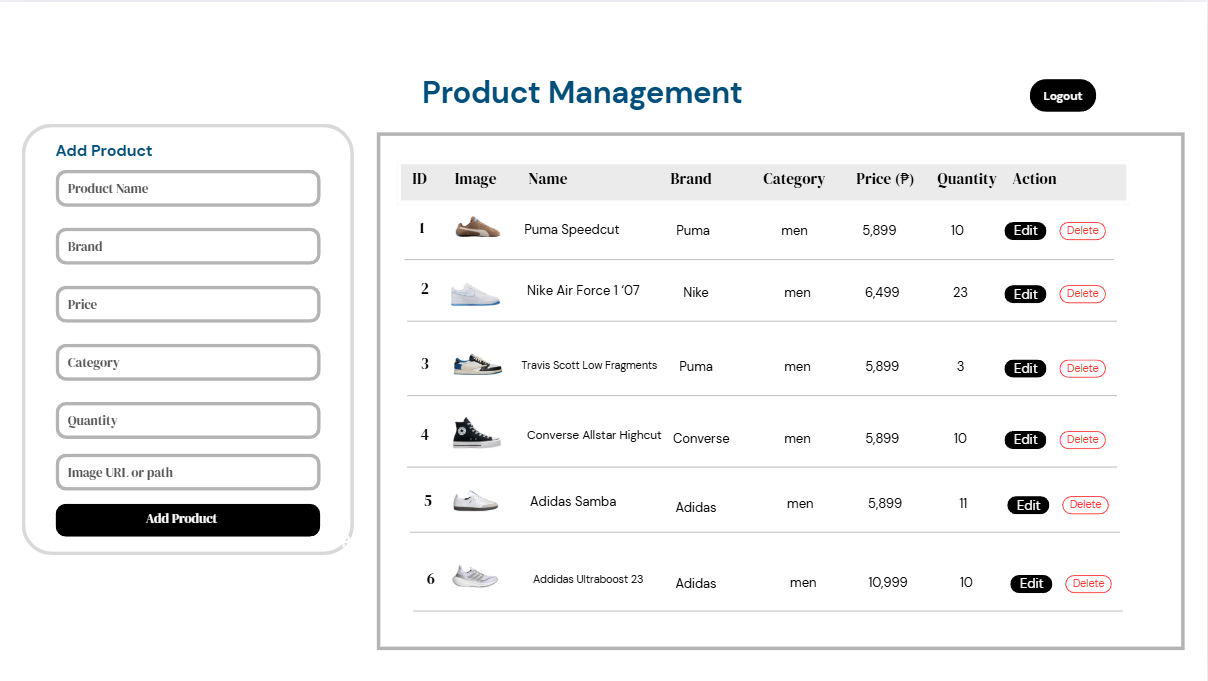 Product Management
Logout
Add Product
Product Name
Brand
Price
Category
Quantity
Image URL or path
Add Product
ID Image Name Brand Category Price (₱) Quantity Action
1 Puma Speedcut Puma men 5,899 10 Edit Delete
2 Nike Air Force 1 ‘07 Nike men 6,499 23 Edit Delete
3 Travis Scott Low Fragments Puma men 5,899 3 Edit Delete
4 Converse Allstar Highcut Converse men 5,899 10 Edit Delete
5 Adidas Samba Adidas men 5,899 11 Edit Delete
6 Addidas Ultraboost 23 Adidas men 10,999 10 Edit Delete